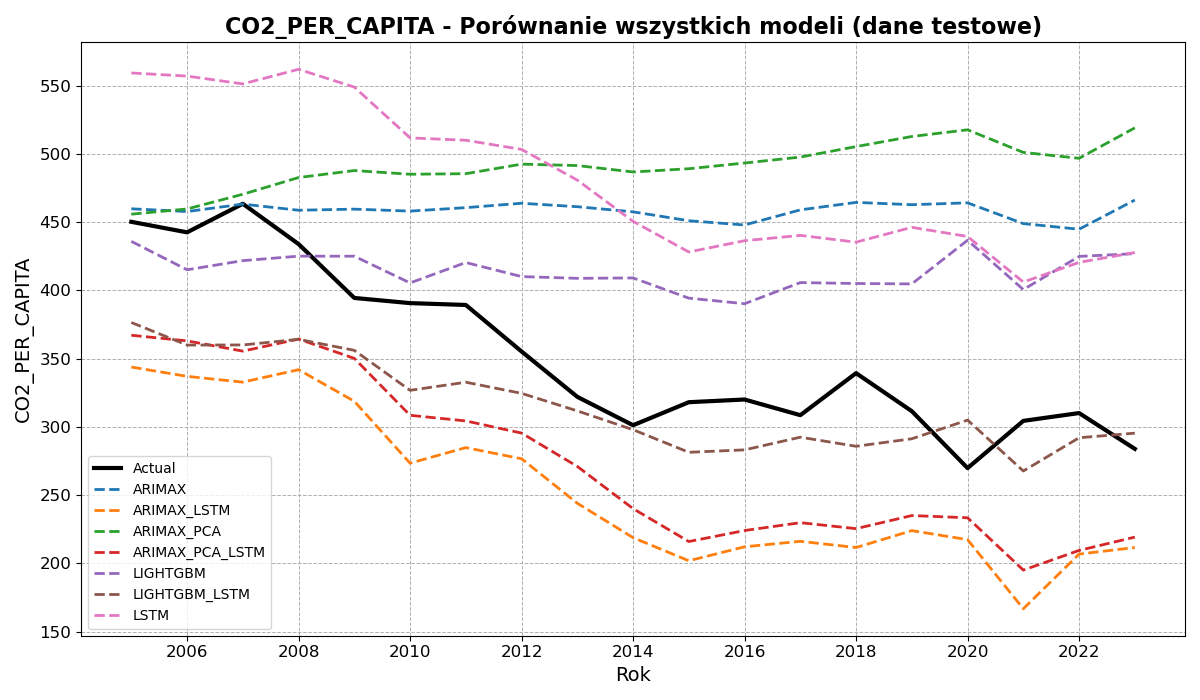 CO2_PER_CAPITA - Porównanie wszystkich modeli (dane testowe)
CO2_PER_CAPITA
550
500
450
400
350
300
250
200
150
Actual
ARIMAX
ARIMAX_LSTM
ARIMAX_PCA
ARIMAX_PCA_LSTM
LIGHTGBM
LIGHTGBM_LSTM
LSTM
2006 2008 2010 2012 2014 2016 2018 2020 2022
Rok